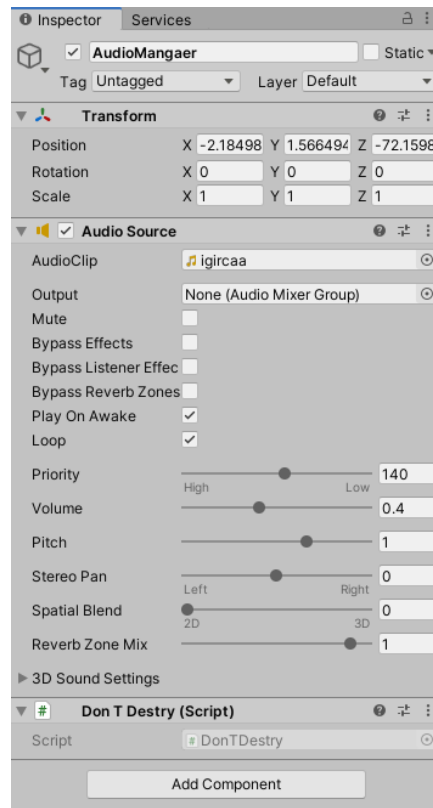 Inspector Services
AudioMangaer Static
Tag Untagged Layer Default
Transform
Position X -2.18498 Y 1.566494 Z -72.1598
Rotation X 0 Y 0 Z 0
Scale X 1 Y 1 Z 1
Audio Source
AudioClip igircaa
Output None (Audio Mixer Group)
Mute
Bypass Effects
Bypass Listener Effec
Bypass Reverb Zones
Play On Awake
Loop
Priority 140
High Low
Volume 0.4
Pitch 1
Stereo Pan 0
Left Right
Spatial Blend 0
2D 3D
Reverb Zone Mix 1
3D Sound Settings
# Don T Destry (Script)
Script # DonTDestry
Add Component